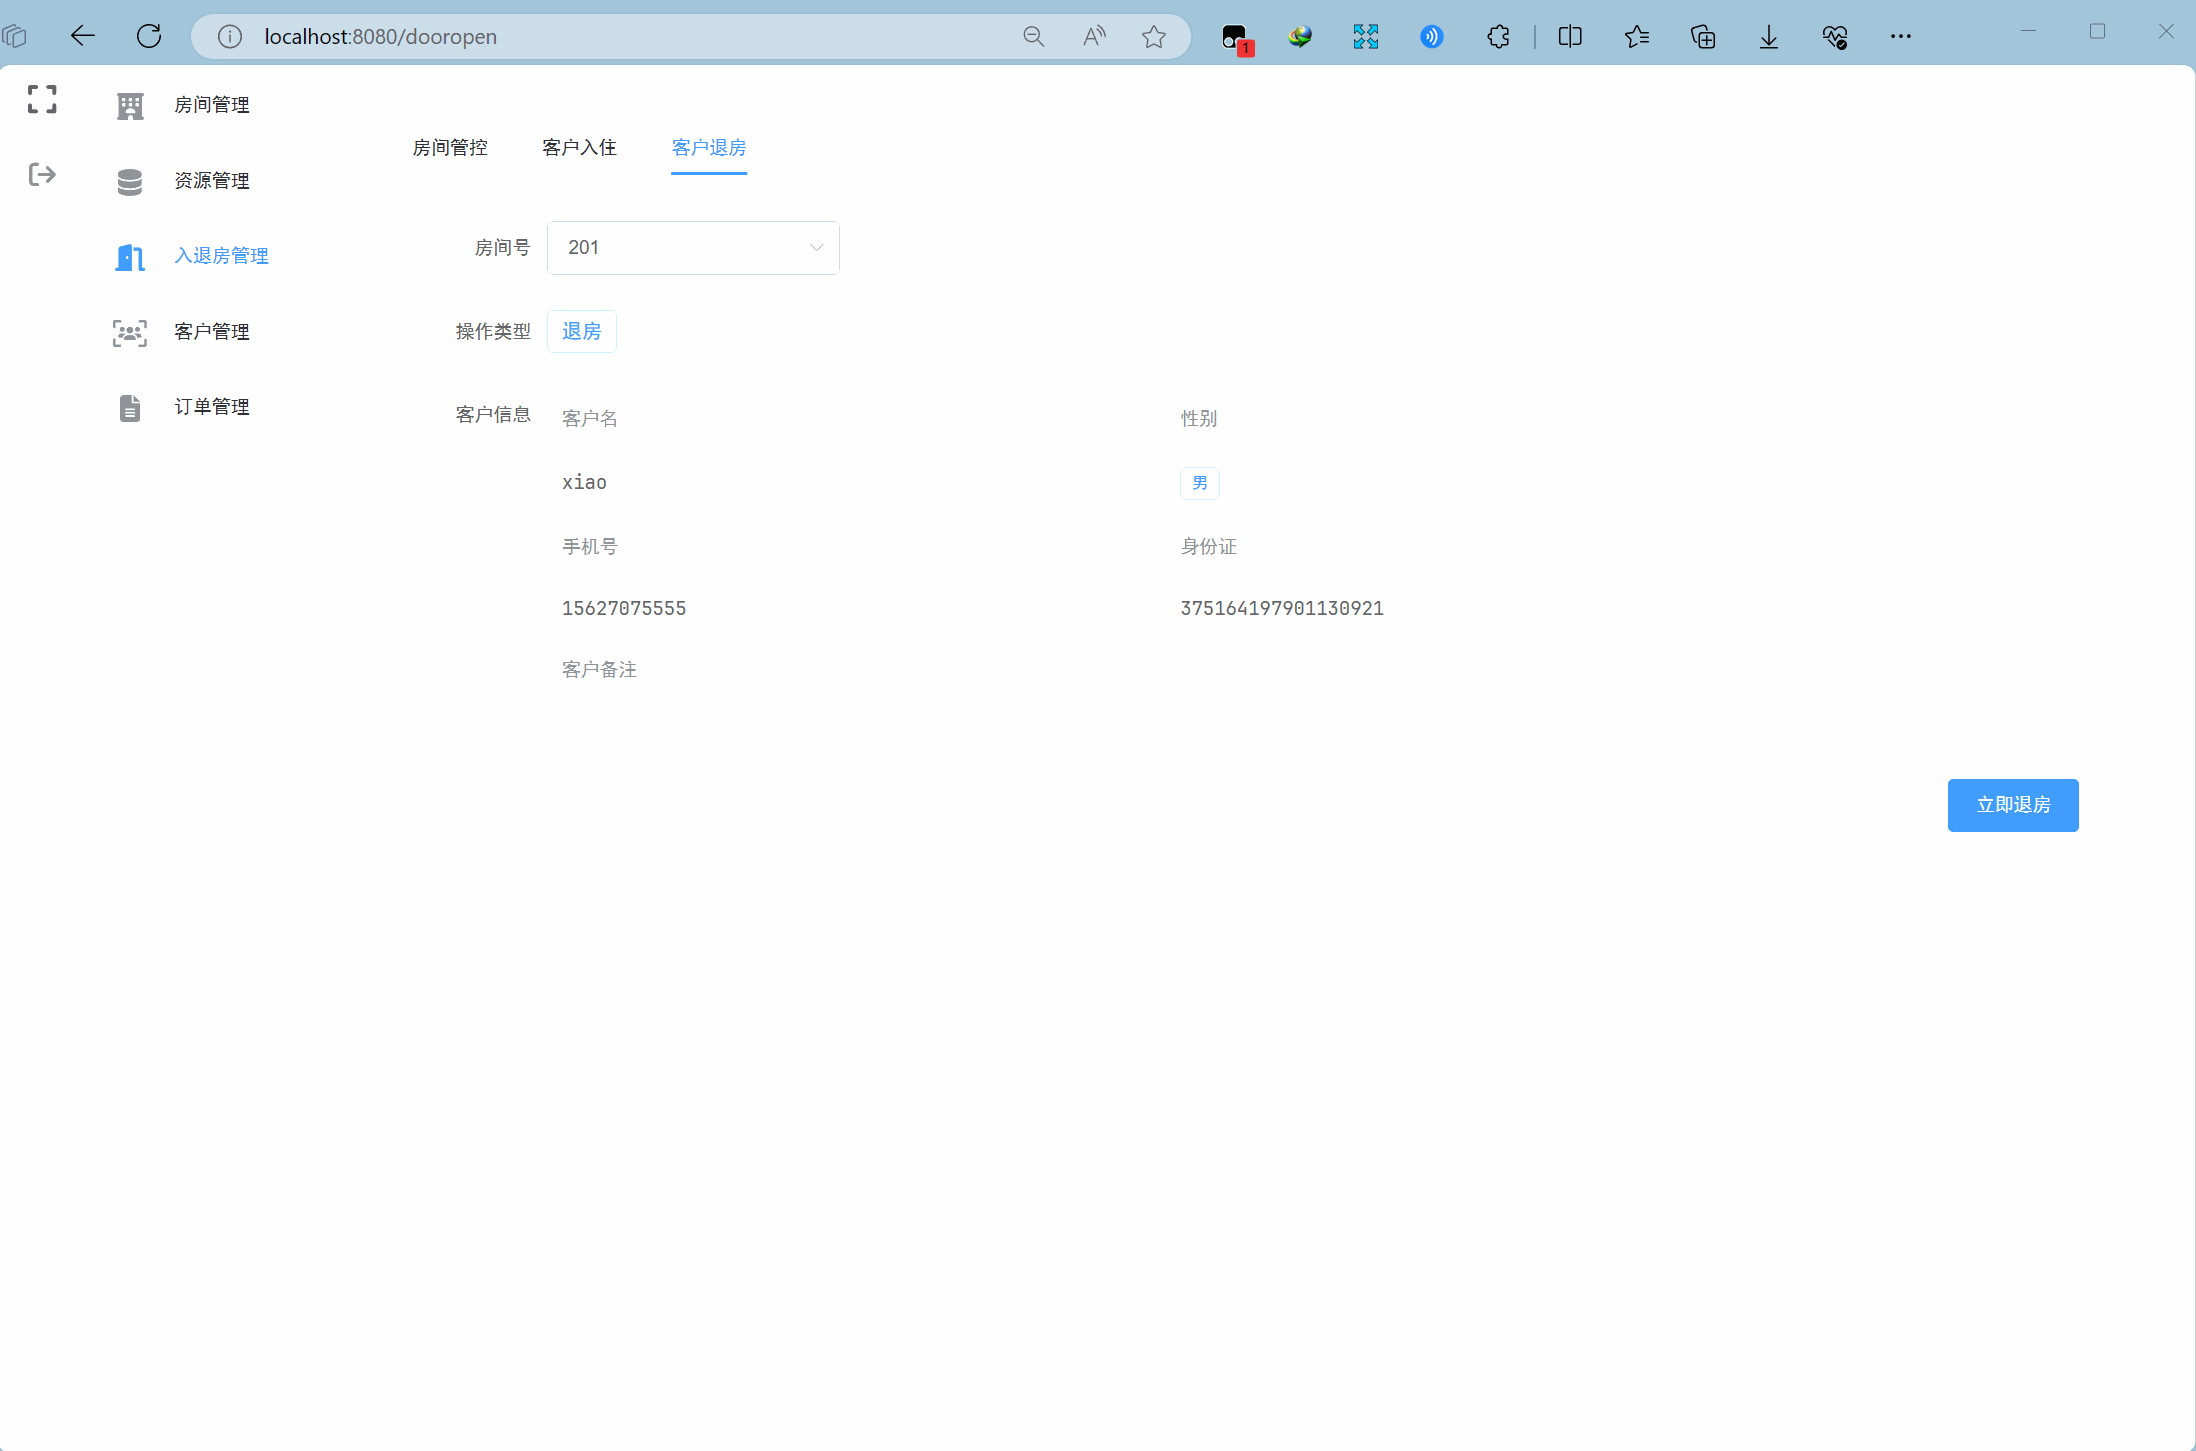 localhost:8080/dooropen
1
房间管理
资源管理
入退房管理
客户管理
订单管理
房间管控 客户入住 客户退房
房间号 201
操作类型 退房
客户信息 客户名 性别
xiao 男
手机号 身份证
15627075555 375164197901130921
客户备注
立即退房